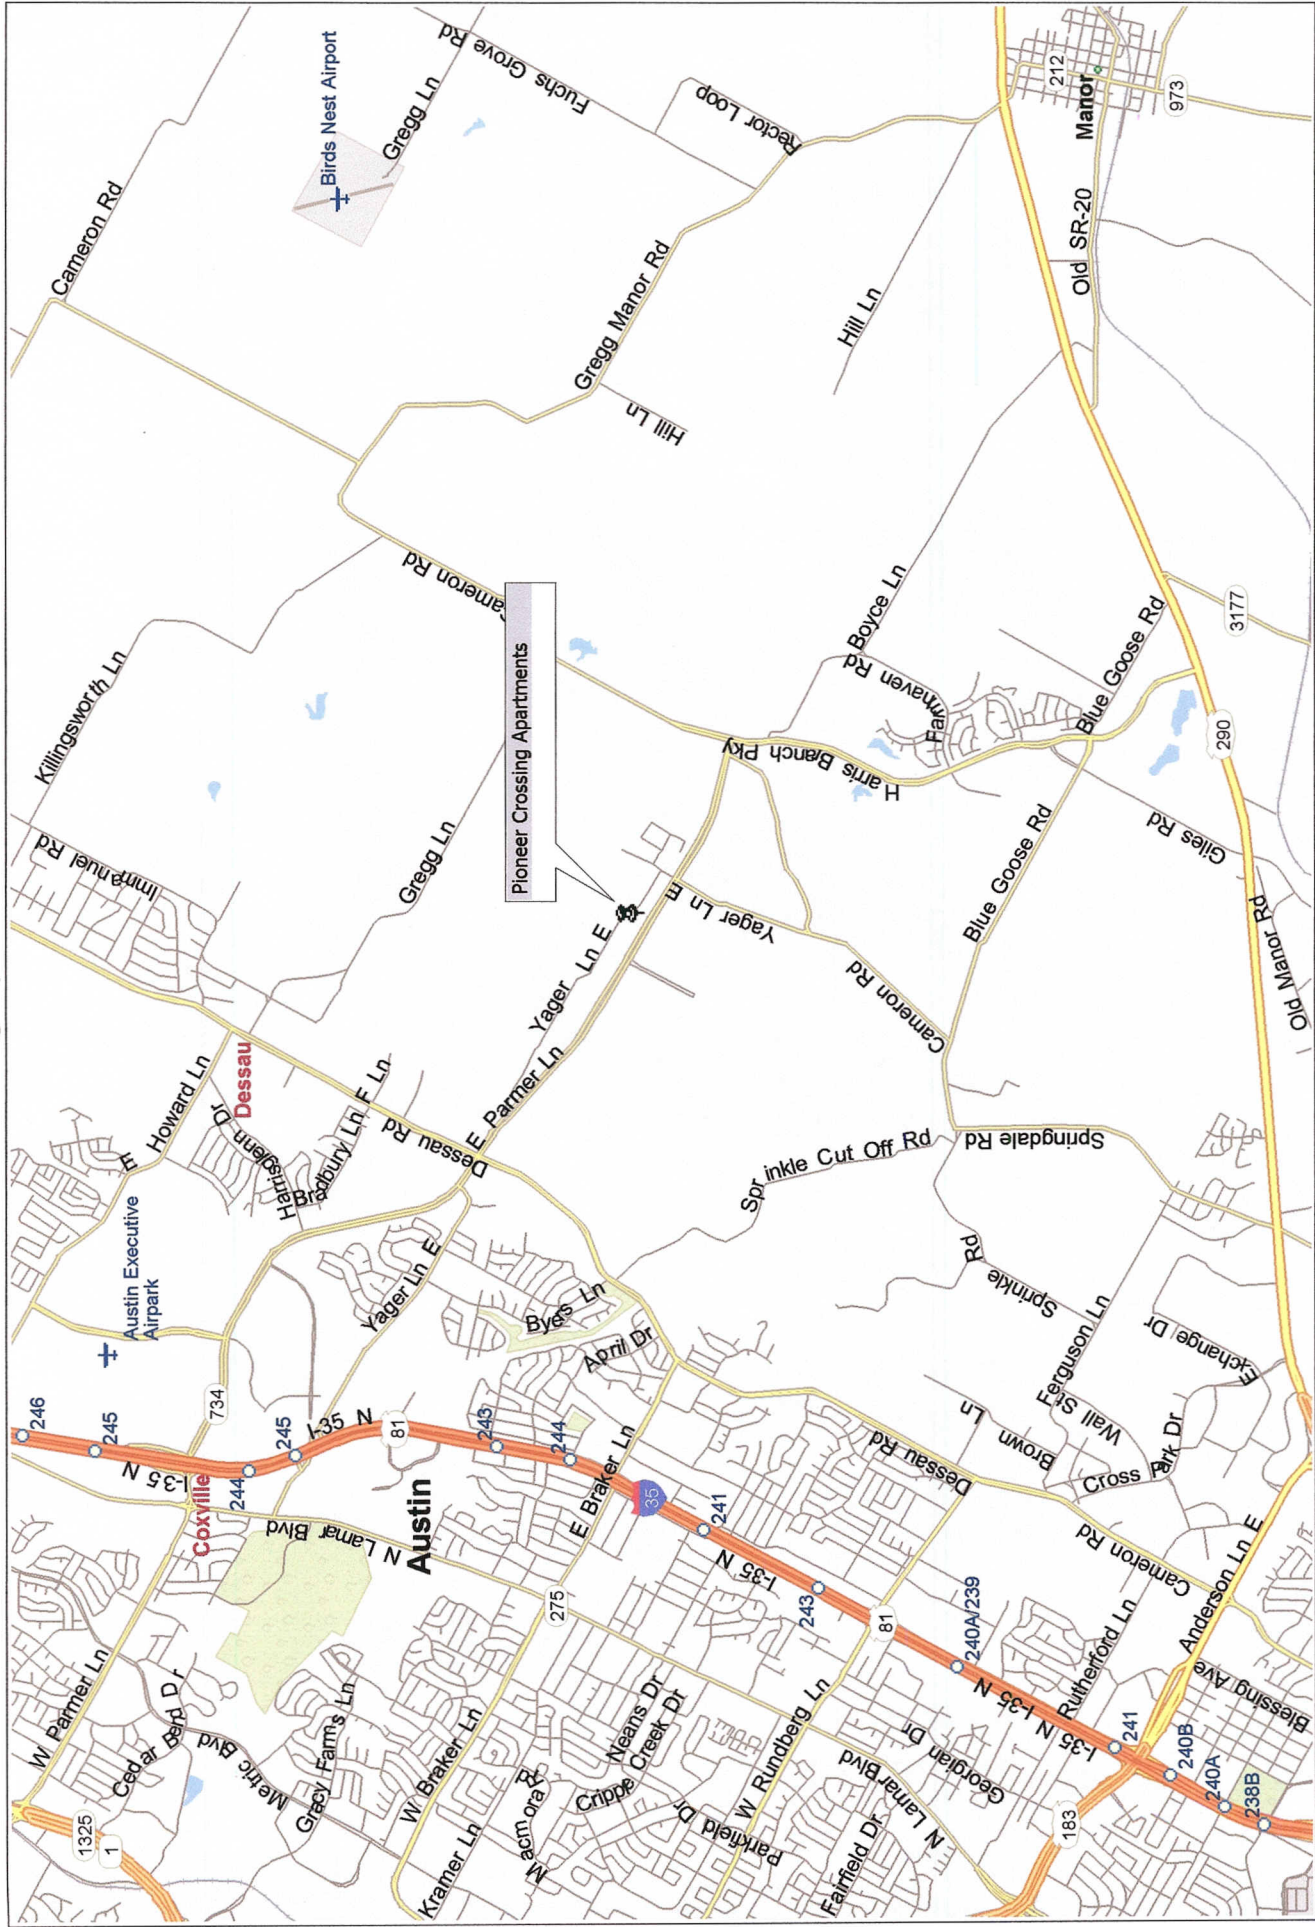 Cameron Rd
Birds Nest Airport
Gregg Ln
Fuchs Grove Rd
Rector Loop
212
Manor
973
Old SR-20
Gregg Manor Rd
Hill Ln
Hill Ln
Killingsworth Ln
Immanuel Rd
Cameron Rd
Pioneer Crossing Apartments
Gregg Ln
Boyce Ln
Farmhaven Rd
Harris Branch Pky
Blue Goose Rd
3177
290
Giles Rd
Blue Goose Rd
Old Manor Rd
Yager Ln E
Yager Ln E
Cameron Rd
E Parmer Ln
E Howard Ln
Dessau
Harrisglenn Dr
Bradbury Ln
F Ln
Dessau Rd
Springdale Rd
Sprinkle Cut Off Rd
Sprinkle Rd
Austin Executive
Airpark
Yager Ln E
Byers Ln
April Dr
Ferguson Ln
Exchange Dr
Wall St
Brown Ln
Cross Park Dr
Dessau Rd
Cameron Rd
246
245
734
I-35 N
244
245
I-35 N
81
243
244
Coxville
N Lamar Blvd
Austin
E Braker Ln
35
241
I-35 N
243
81
240A/239
I-35 N
I-35 N
Rutherford Ln
241
240B
240A
238B
Anderson Ln E
Blessing Ave
275
W Parmer Ln
Cedar Bend Dr
Metric Blvd
Gracy Farms Ln
W Braker Ln
Kramer Ln
Macmora Rd
Neans Dr
Cripple Creek Dr
Parkfield Dr
W Rundberg Ln
Fairfield Dr
N Lamar Blvd
Georgian Dr
183
1325
1